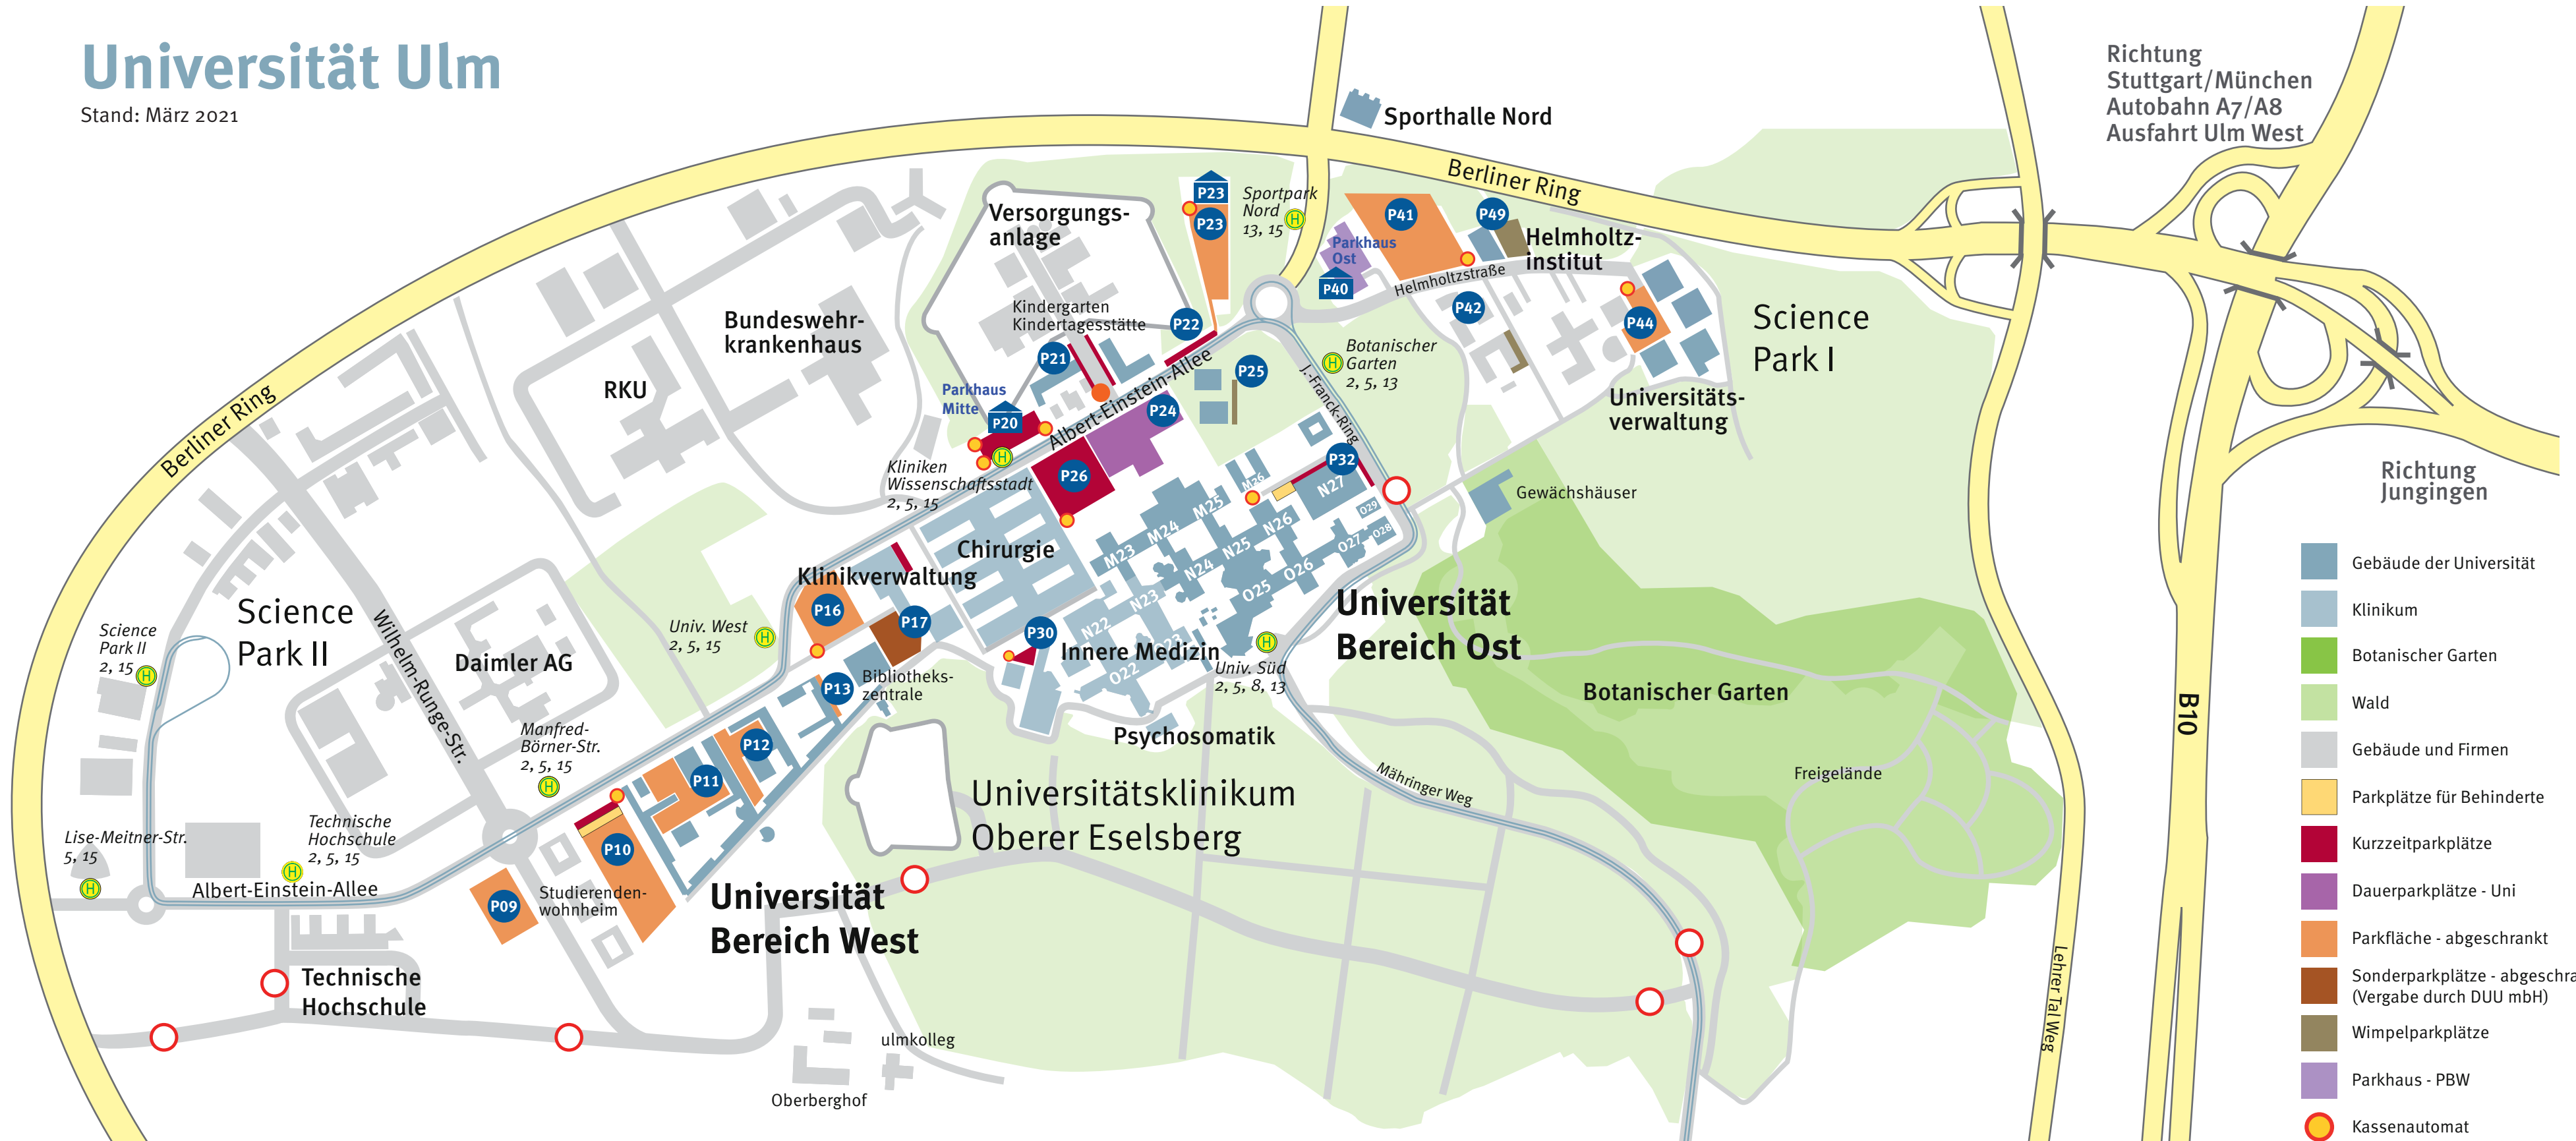 Universität Ulm
Stand: März 2021
Richtung
Stuttgart/München
Autobahn A7/A8
Ausfahrt Ulm West
Sporthalle Nord
Berliner Ring
Versorgungs-
anlage
P23
P23
Sportpark
Nord
13, 15
P41
P49
Parkhaus
Ost
P40
Helmholtz-
institut
Helmholtzstraße
P42
P44
Science
Park I
Kindergarten
Kindertagesstätte
P22
P21
Bundeswehr-
krankenhaus
RKU
Parkhaus
Mitte
P20
Albert-Einstein-Allee
P24
P25
Botanischer
Garten
2, 5, 13
J.-Franck-Ring
Universitäts-
verwaltung
Berliner Ring
Kliniken
Wissenschaftsstadt
2, 5, 15
P26
P32
M26
N27
M25
M24
M23
N26
N25
N24
N23
N22
O29
O28
O27
O26
O25
O22
Gewächshäuser
Richtung
Jungingen
Chirurgie
Klinikverwaltung
P16
P17
P30
Innere Medizin
Univ. Süd
2, 5, 8, 13
Universität
Bereich Ost
Science
Park II
2, 15
Science
Park II
Wilhelm-Runge-Str.
Daimler AG
Univ. West
2, 5, 15
P13
Bibliotheks-
zentrale
Psychosomatik
Botanischer Garten
B10
Manfred-
Börner-Str.
2, 5, 15
P12
P11
Universitätsklinikum
Oberer Eselsberg
Mähringer Weg
Freigelände
Lise-Meitner-Str.
5, 15
Technische
Hochschule
2, 5, 15
Albert-Einstein-Allee
P10
P09
Studierenden-
wohnheim
Universität
Bereich West
Technische
Hochschule
ulmkolleg
Oberberghof
Lehrer Tal Weg
Gebäude der Universität
Klinikum
Botanischer Garten
Wald
Gebäude und Firmen
Parkplätze für Behinderte
Kurzzeitparkplätze
Dauerparkplätze - Uni
Parkfläche - abgeschrankt
Sonderparkplätze - abgeschra
(Vergabe durch DUU mbH)
Wimpelparkplätze
Parkhaus - PBW
Kassenautomat
H
H
H
H
H
H
H
H
H